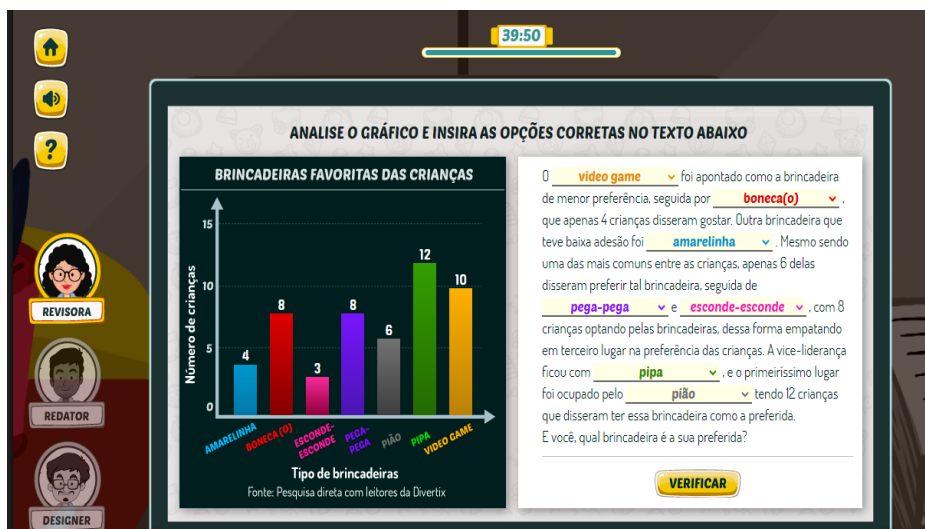 39:50
?
REVISORA
REDATOR
DESIGNER
ANALISE O GRÁFICO E INSIRA AS OPÇÕES CORRETAS NO TEXTO ABAIXO
BRINCADEIRAS FAVORITAS DAS CRIANÇAS
Número de crianças
15
10
5
0
4
8
3
8
6
12
10
AMARELINHA
BONECA (O)
ESCONDE-
ESCONDE
PEGA-
PEGA
PIÃO
PIPA
VIDEO GAME
Tipo de brincadeiras
Fonte: Pesquisa direta com leitores da Divertix
O video game foi apontado como a brincadeira
de menor preferência, seguida por boneca(o) ,
que apenas 4 crianças disseram gostar. Outra brincadeira que
teve baixa adesão foi amarelinha . Mesmo sendo
uma das mais comuns entre as crianças, apenas 6 delas
disseram preferir tal brincadeira, seguida de
pega-pega e esconde-esconde , com 8
crianças optando pelas brincadeiras, dessa forma empatando
em terceiro lugar na preferência das crianças. A vice-liderança
ficou com pipa , e o primeiríssimo lugar
foi ocupado pelo pião tendo 12 crianças
que disseram ter essa brincadeira como a preferida.
E você, qual brincadeira é a sua preferida?
VERIFICAR